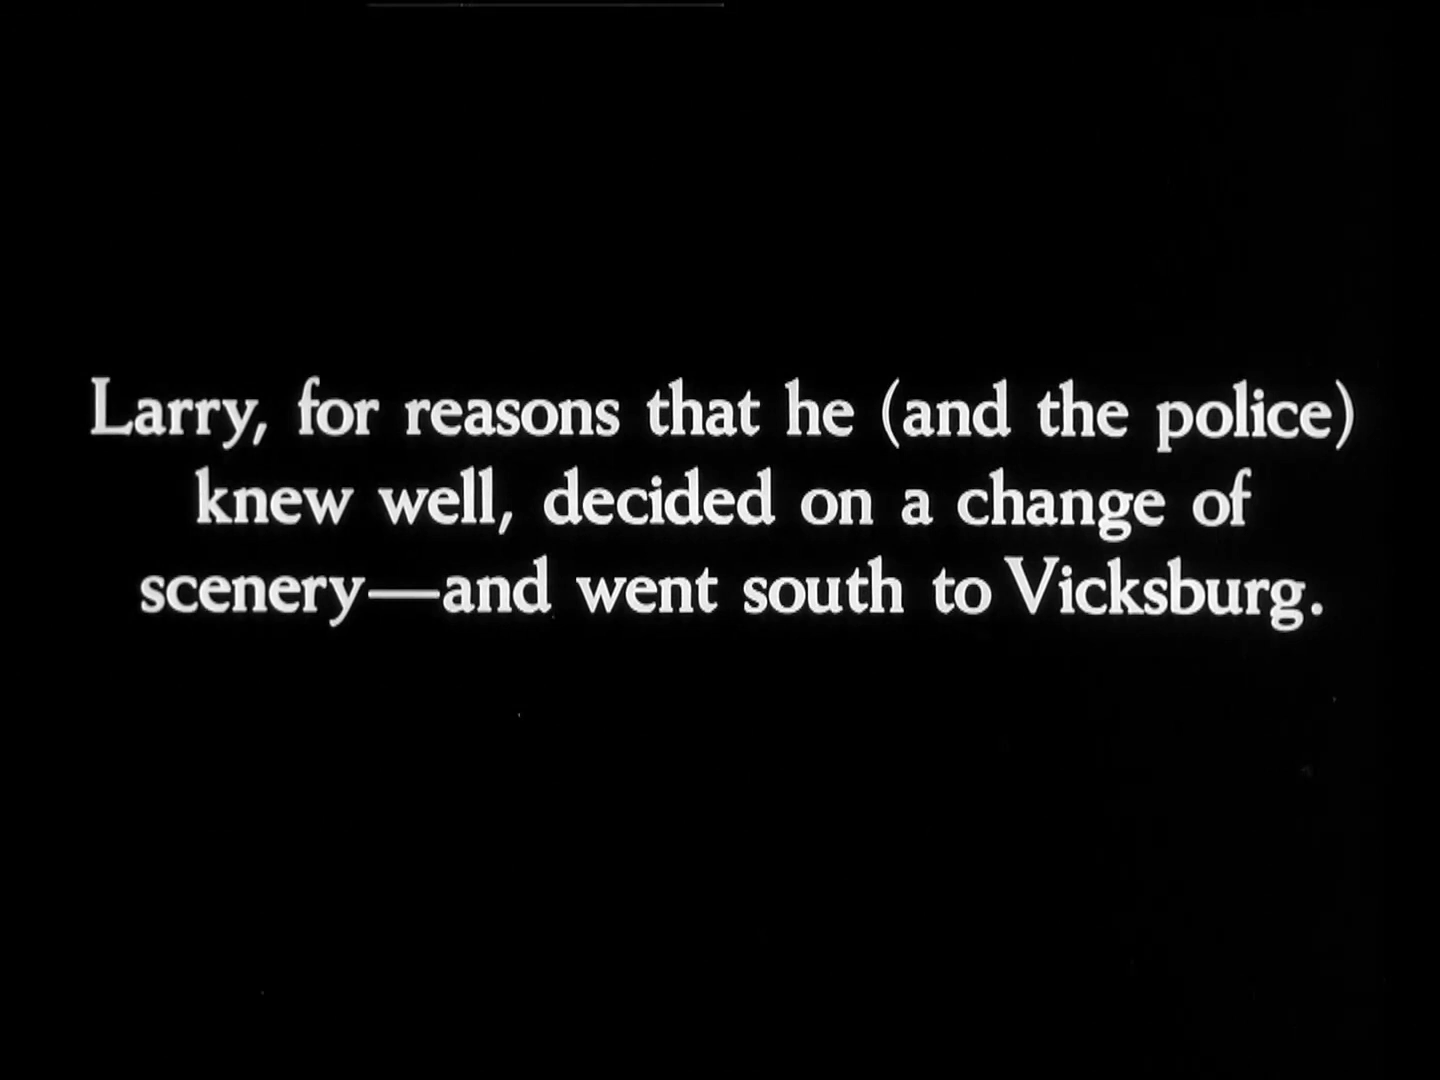 Larry, for reasons that he (and the police)
knew well, decided on a change of
scenery—and went south to Vicksburg.